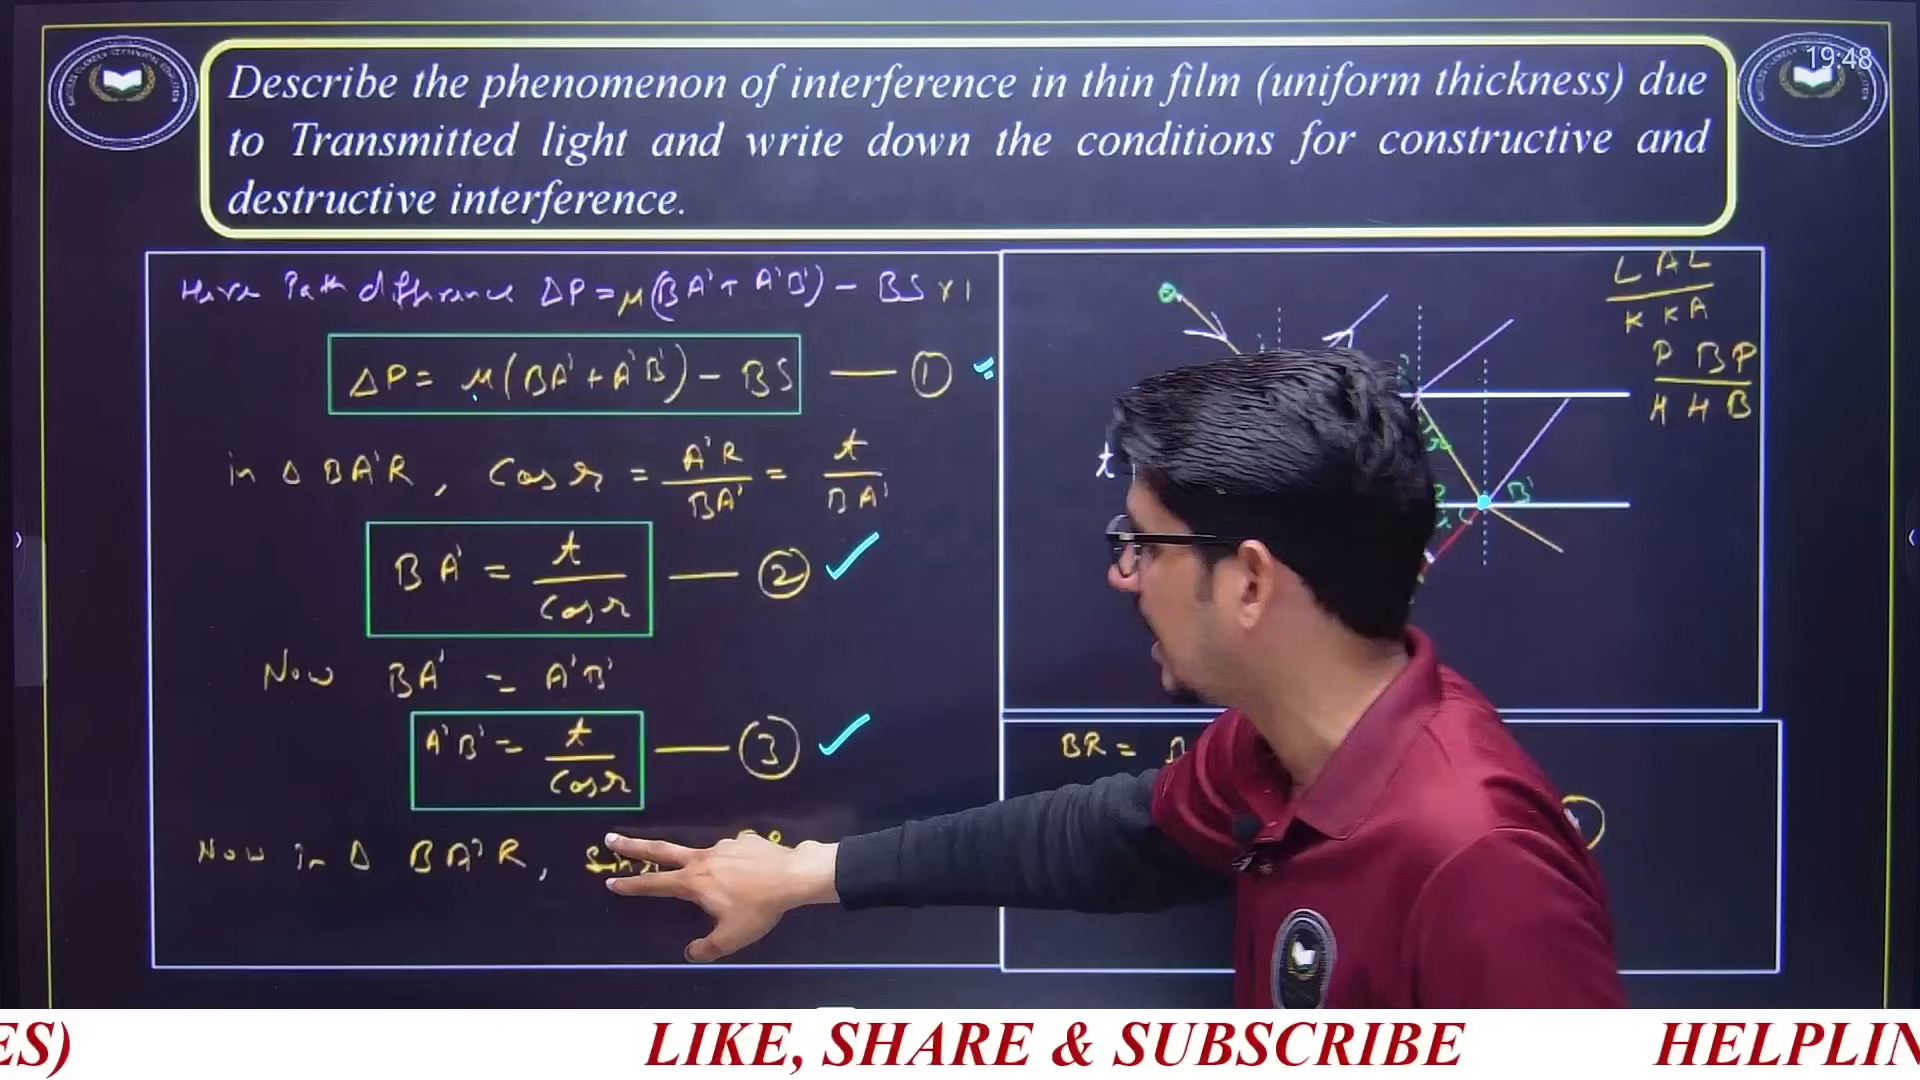 19:48
Describe the phenomenon of interference in thin film (uniform thickness) due
to Transmitted light and write down the conditions for constructive and
destructive interference.
Here Path difference ΔP = μ(BA' + A'B') - BS × 1
ΔP = μ(BA' + A'B') - BS — ①
in Δ BA'R, Cos r = A'R / BA' = t / BA'
BA' = t / Cos r — ②
Now BA' = A'B'
A'B' = t / Cos r — ③
Now in Δ BA'R, Sin r
L A L
K K A
P B P
H H B
t
B'
BR =
ES)
LIKE, SHARE & SUBSCRIBE
HELPLIN